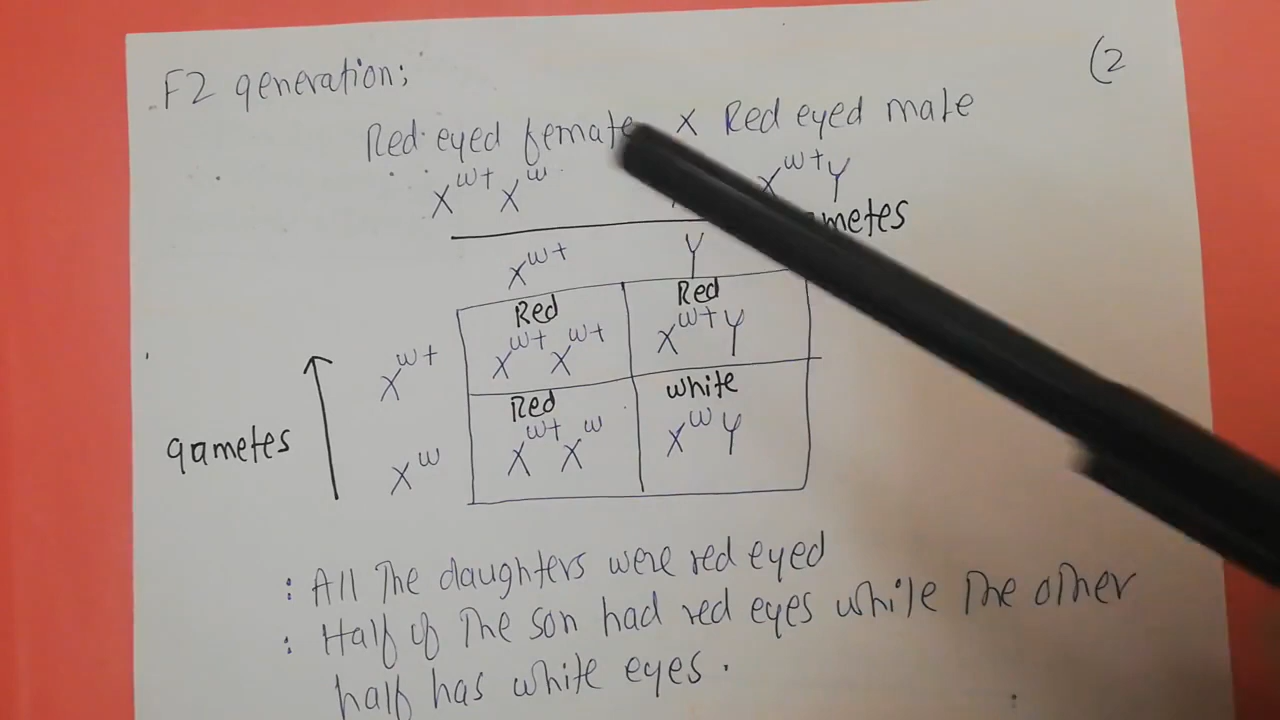 F2 generation:
(2
Red eyed female x Red eyed male
X^w+ X^w X^w+ Y
X^w+ Y
Red Red
X^w+ X^w+ X^w+ Y
X^w+
Red white
X^w+ X^w X^w Y
gametes X^w
: All The daughters were red eyed
: Half of The son had red eyes while The other
half has white eyes.